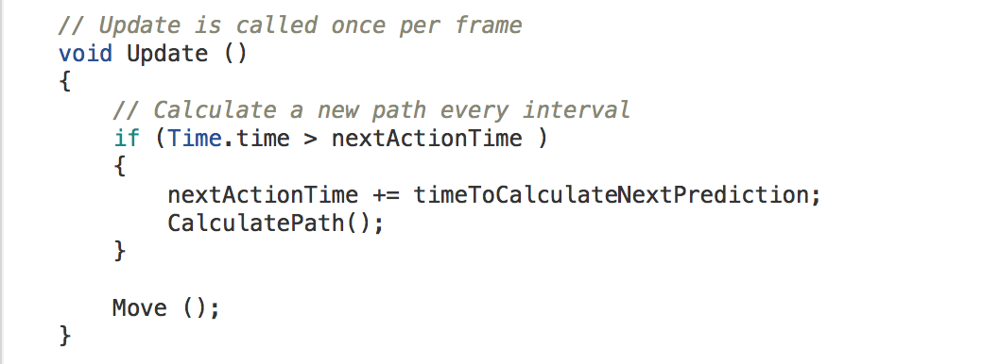 // Update is called once per frame
void Update ()
{
// Calculate a new path every interval
if (Time.time > nextActionTime )
{
nextActionTime += timeToCalculateNextPrediction;
CalculatePath();
}
Move ();
}